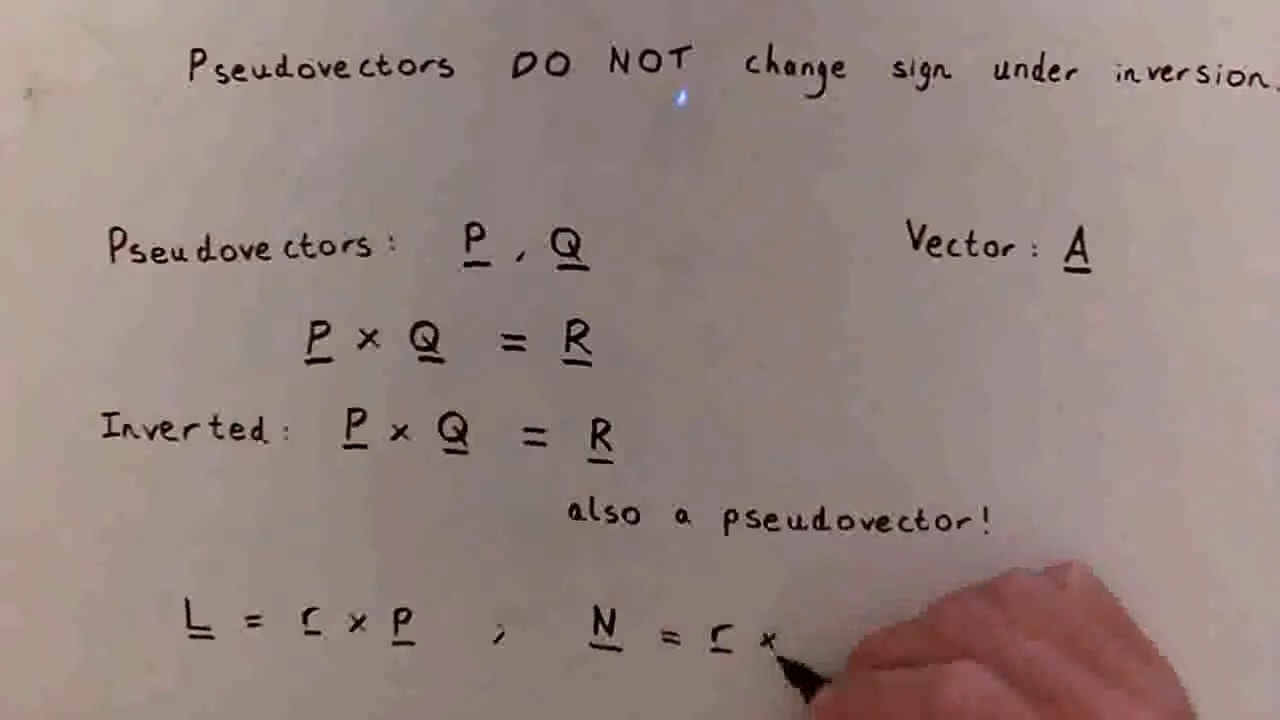 Pseudovectors DO NOT change sign under inversion.
Pseudovectors: P, Q Vector: A
P × Q = R
Inverted: P × Q = R
also a pseudovector!
L = r × p , N = r ×